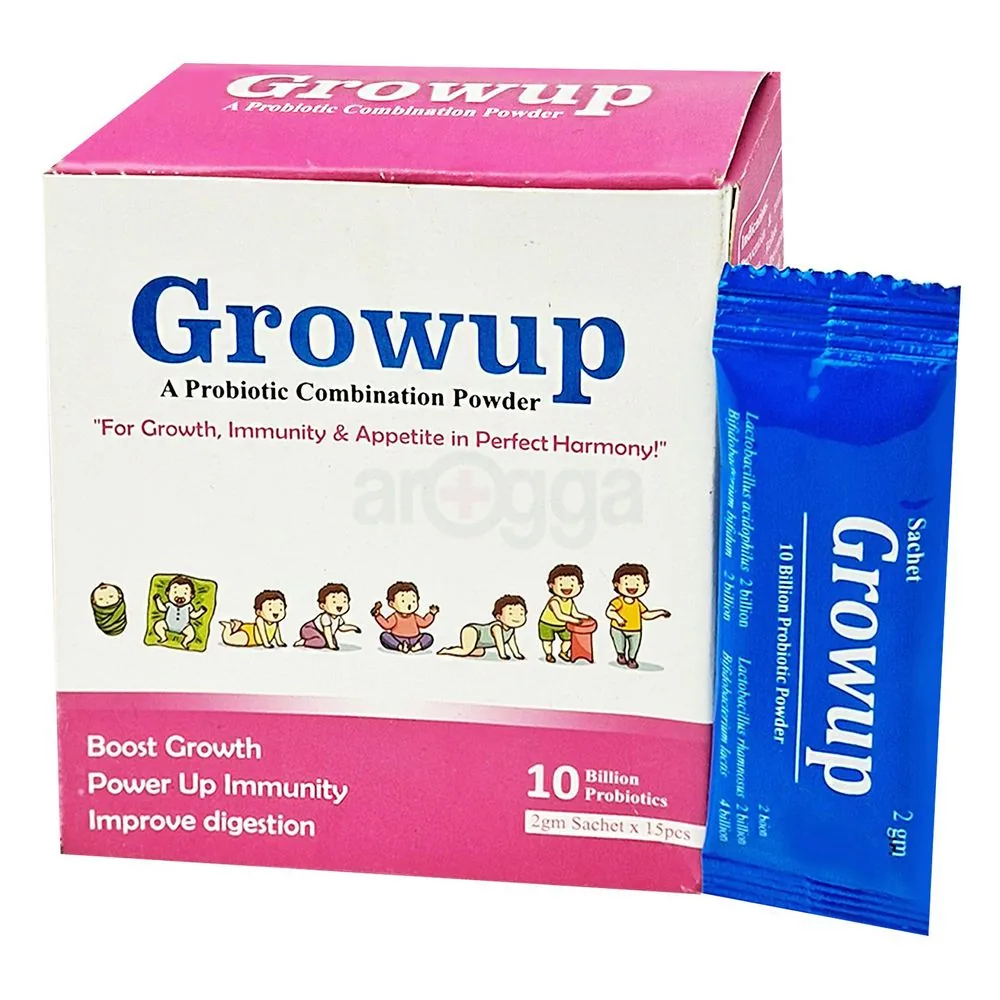 Growup
A Probiotic Combination Powder
Growup
A Probiotic Combination Powder
"For Growth, Immunity & Appetite in Perfect Harmony!"
arogga
Boost Growth
Power Up Immunity
Improve digestion
10 Billion
Probiotics
2gm Sachet x 15pcs
Sachet
Growup
10 Billion Probiotic Powder
2 gm
Lactobacillus acidophilus 2 billion
Bifidobacterium bifidum 2 billion
Lactobacillus rhamnosus 2 billion
Bifidobacterium lactis 4 billion